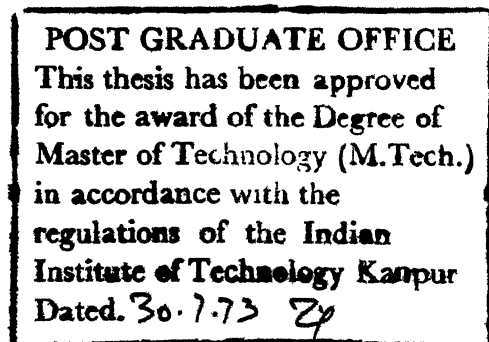 POST GRADUATE OFFICE
This thesis has been approved
for the award of the Degree of
Master of Technology (M.Tech.)
in accordance with the
regulations of the Indian
Institute of Technology Kanpur
Dated. 30.7.73